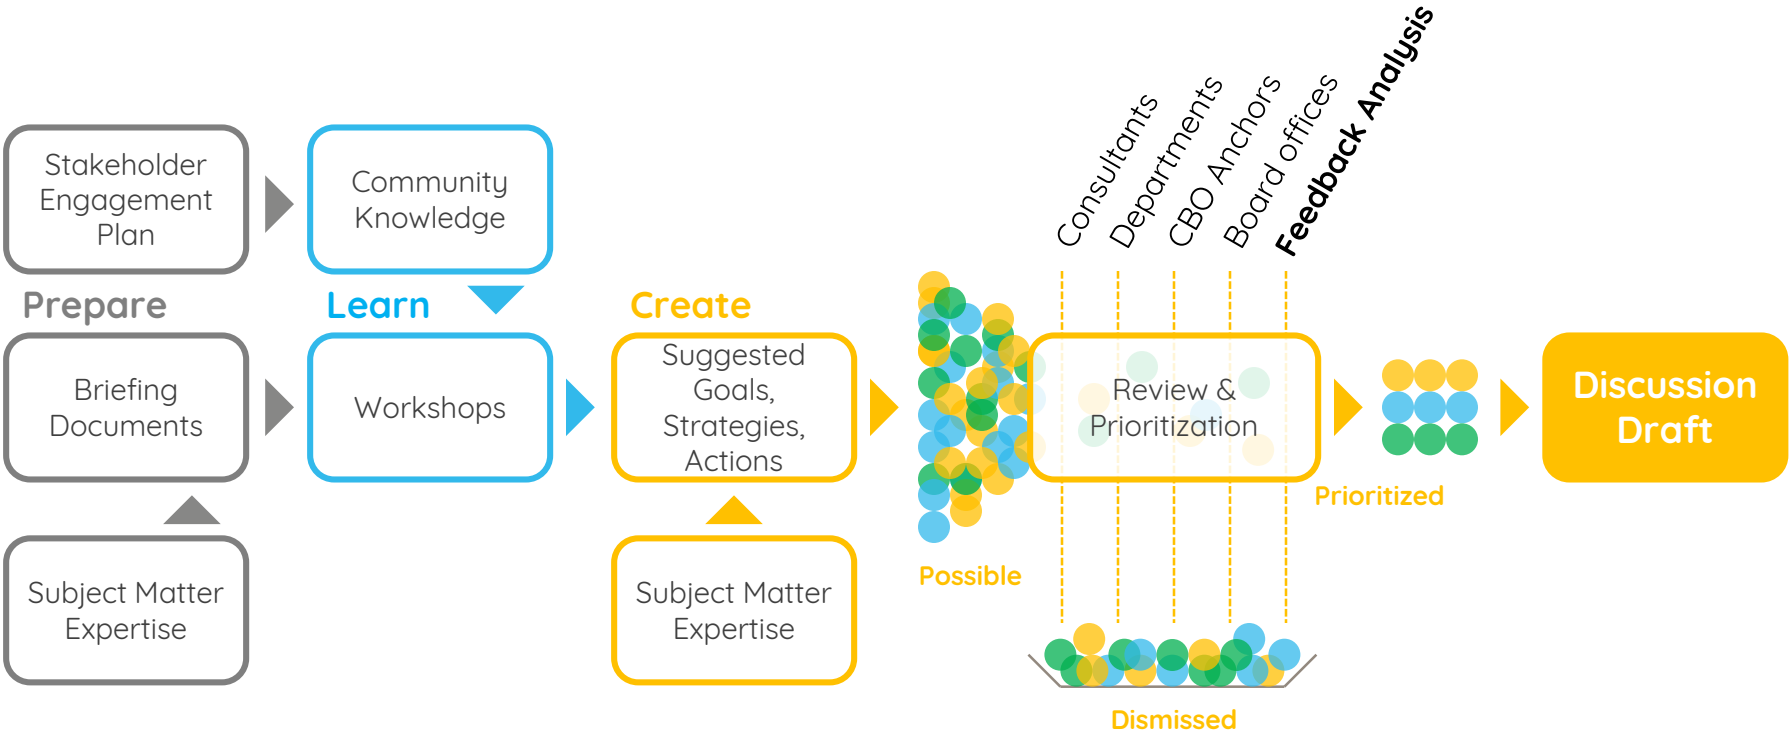 Stakeholder
Engagement
Plan
Community
Knowledge
Prepare
Learn
Create
Briefing
Documents
Workshops
Suggested
Goals,
Strategies,
Actions
Subject Matter
Expertise
Subject Matter
Expertise
Possible
Consultants
Departments
CBO Anchors
Board offices
Feedback Analysis
Review &
Prioritization
Prioritized
Dismissed
Discussion
Draft